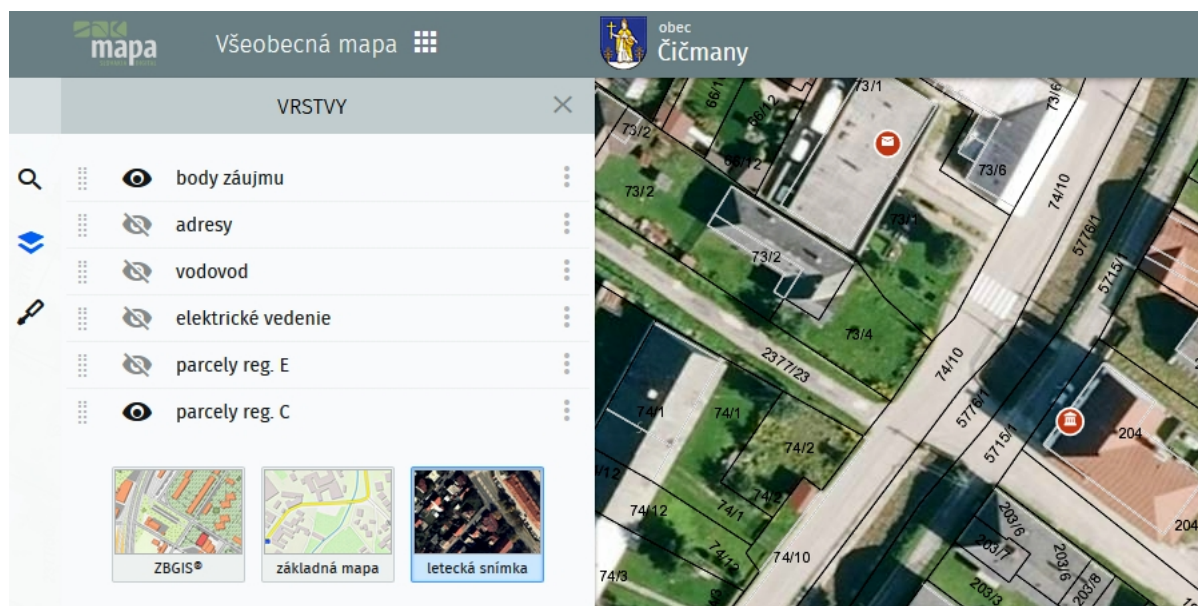 mapa
Všeobecná mapa
obec
Čičmany
VRSTVY
body záujmu
adresy
vodovod
elektrické vedenie
parcely reg. E
parcely reg. C
ZBGIS®
základná mapa
letecká snímka
73/1
66/1
66/12
73/6
73/2
66/12
73/6
73/2
74/10
73/1
5776/1
73/2
5715/1
73/4
2377/23
74/10
74/1
74/1
5776/1
204
74/2
5715/1
74/2
74/12
74/1
203/6
204
74/12
74/10
203/7
203/6
74/3
203/8
203/3